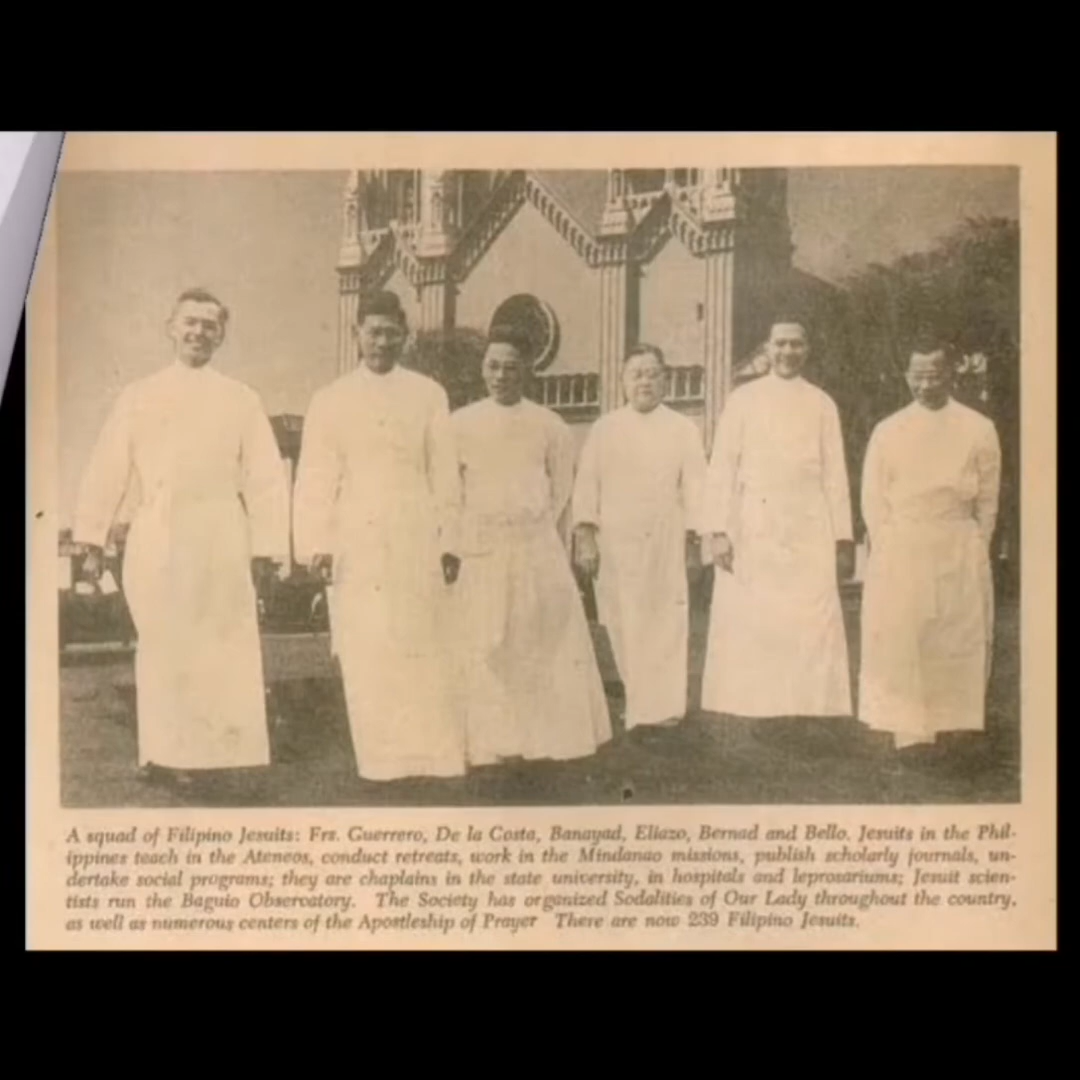 A squad of Filipino Jesuits: Frs. Guerrero, De la Costa, Banayad, Eliazo, Bernad and Bello. Jesuits in the Phil-
ippines teach in the Ateneos, conduct retreats, work in the Mindanao missions, publish scholarly journals, un-
dertake social programs; they are chaplains in the state university, in hospitals and leprosariums; Jesuit scien-
tists run the Baguio Observatory. The Society has organized Sodalities of Our Lady throughout the country,
as well as numerous centers of the Apostleship of Prayer There are now 239 Filipino Jesuits.